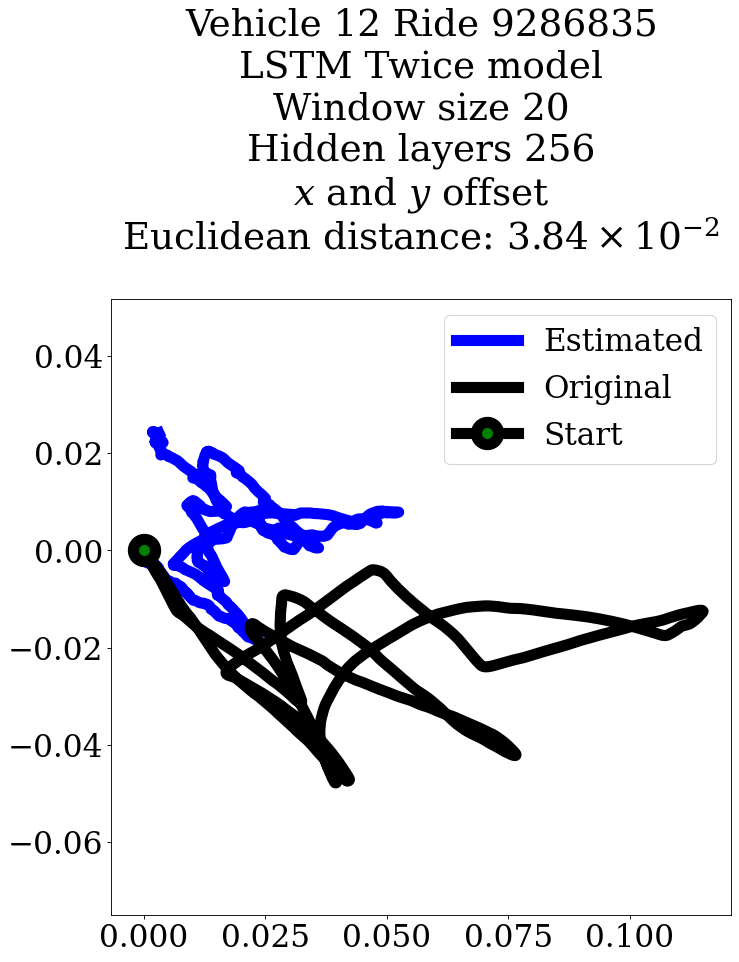 Vehicle 12 Ride 9286835
LSTM Twice model
Window size 20
Hidden layers 256
x and y offset
Euclidean distance: 3.84 × 10⁻²
Estimated
Original
Start
0.04
0.02
0.00
−0.02
−0.04
−0.06
0.000 0.025 0.050 0.075 0.100